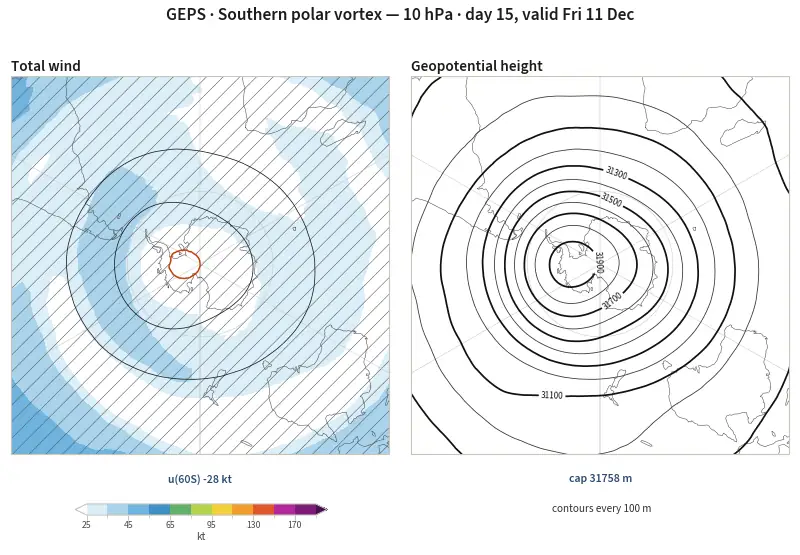 GEPS · Southern polar vortex — 10 hPa · day 15, valid Fri 11 Dec
Total wind
Geopotential height
31300
31500
31900
31700
31100
u(60S) -28 kt
cap 31758 m
contours every 100 m
25 45 65 95 130 170
kt